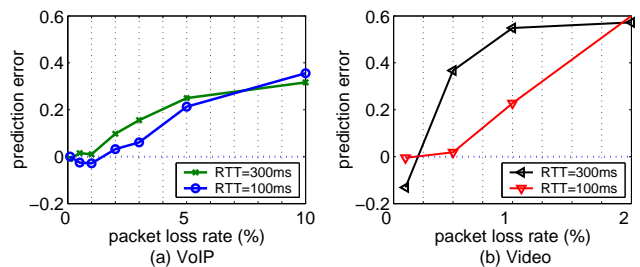 prediction error
0.6
0.4
0.2
0
−0.2
0
5
10
RTT=300ms
RTT=100ms
packet loss rate (%)
(a) VoIP
prediction error
0.6
0.4
0.2
0
−0.2
0
1
2
RTT=300ms
RTT=100ms
packet loss rate (%)
(b) Video